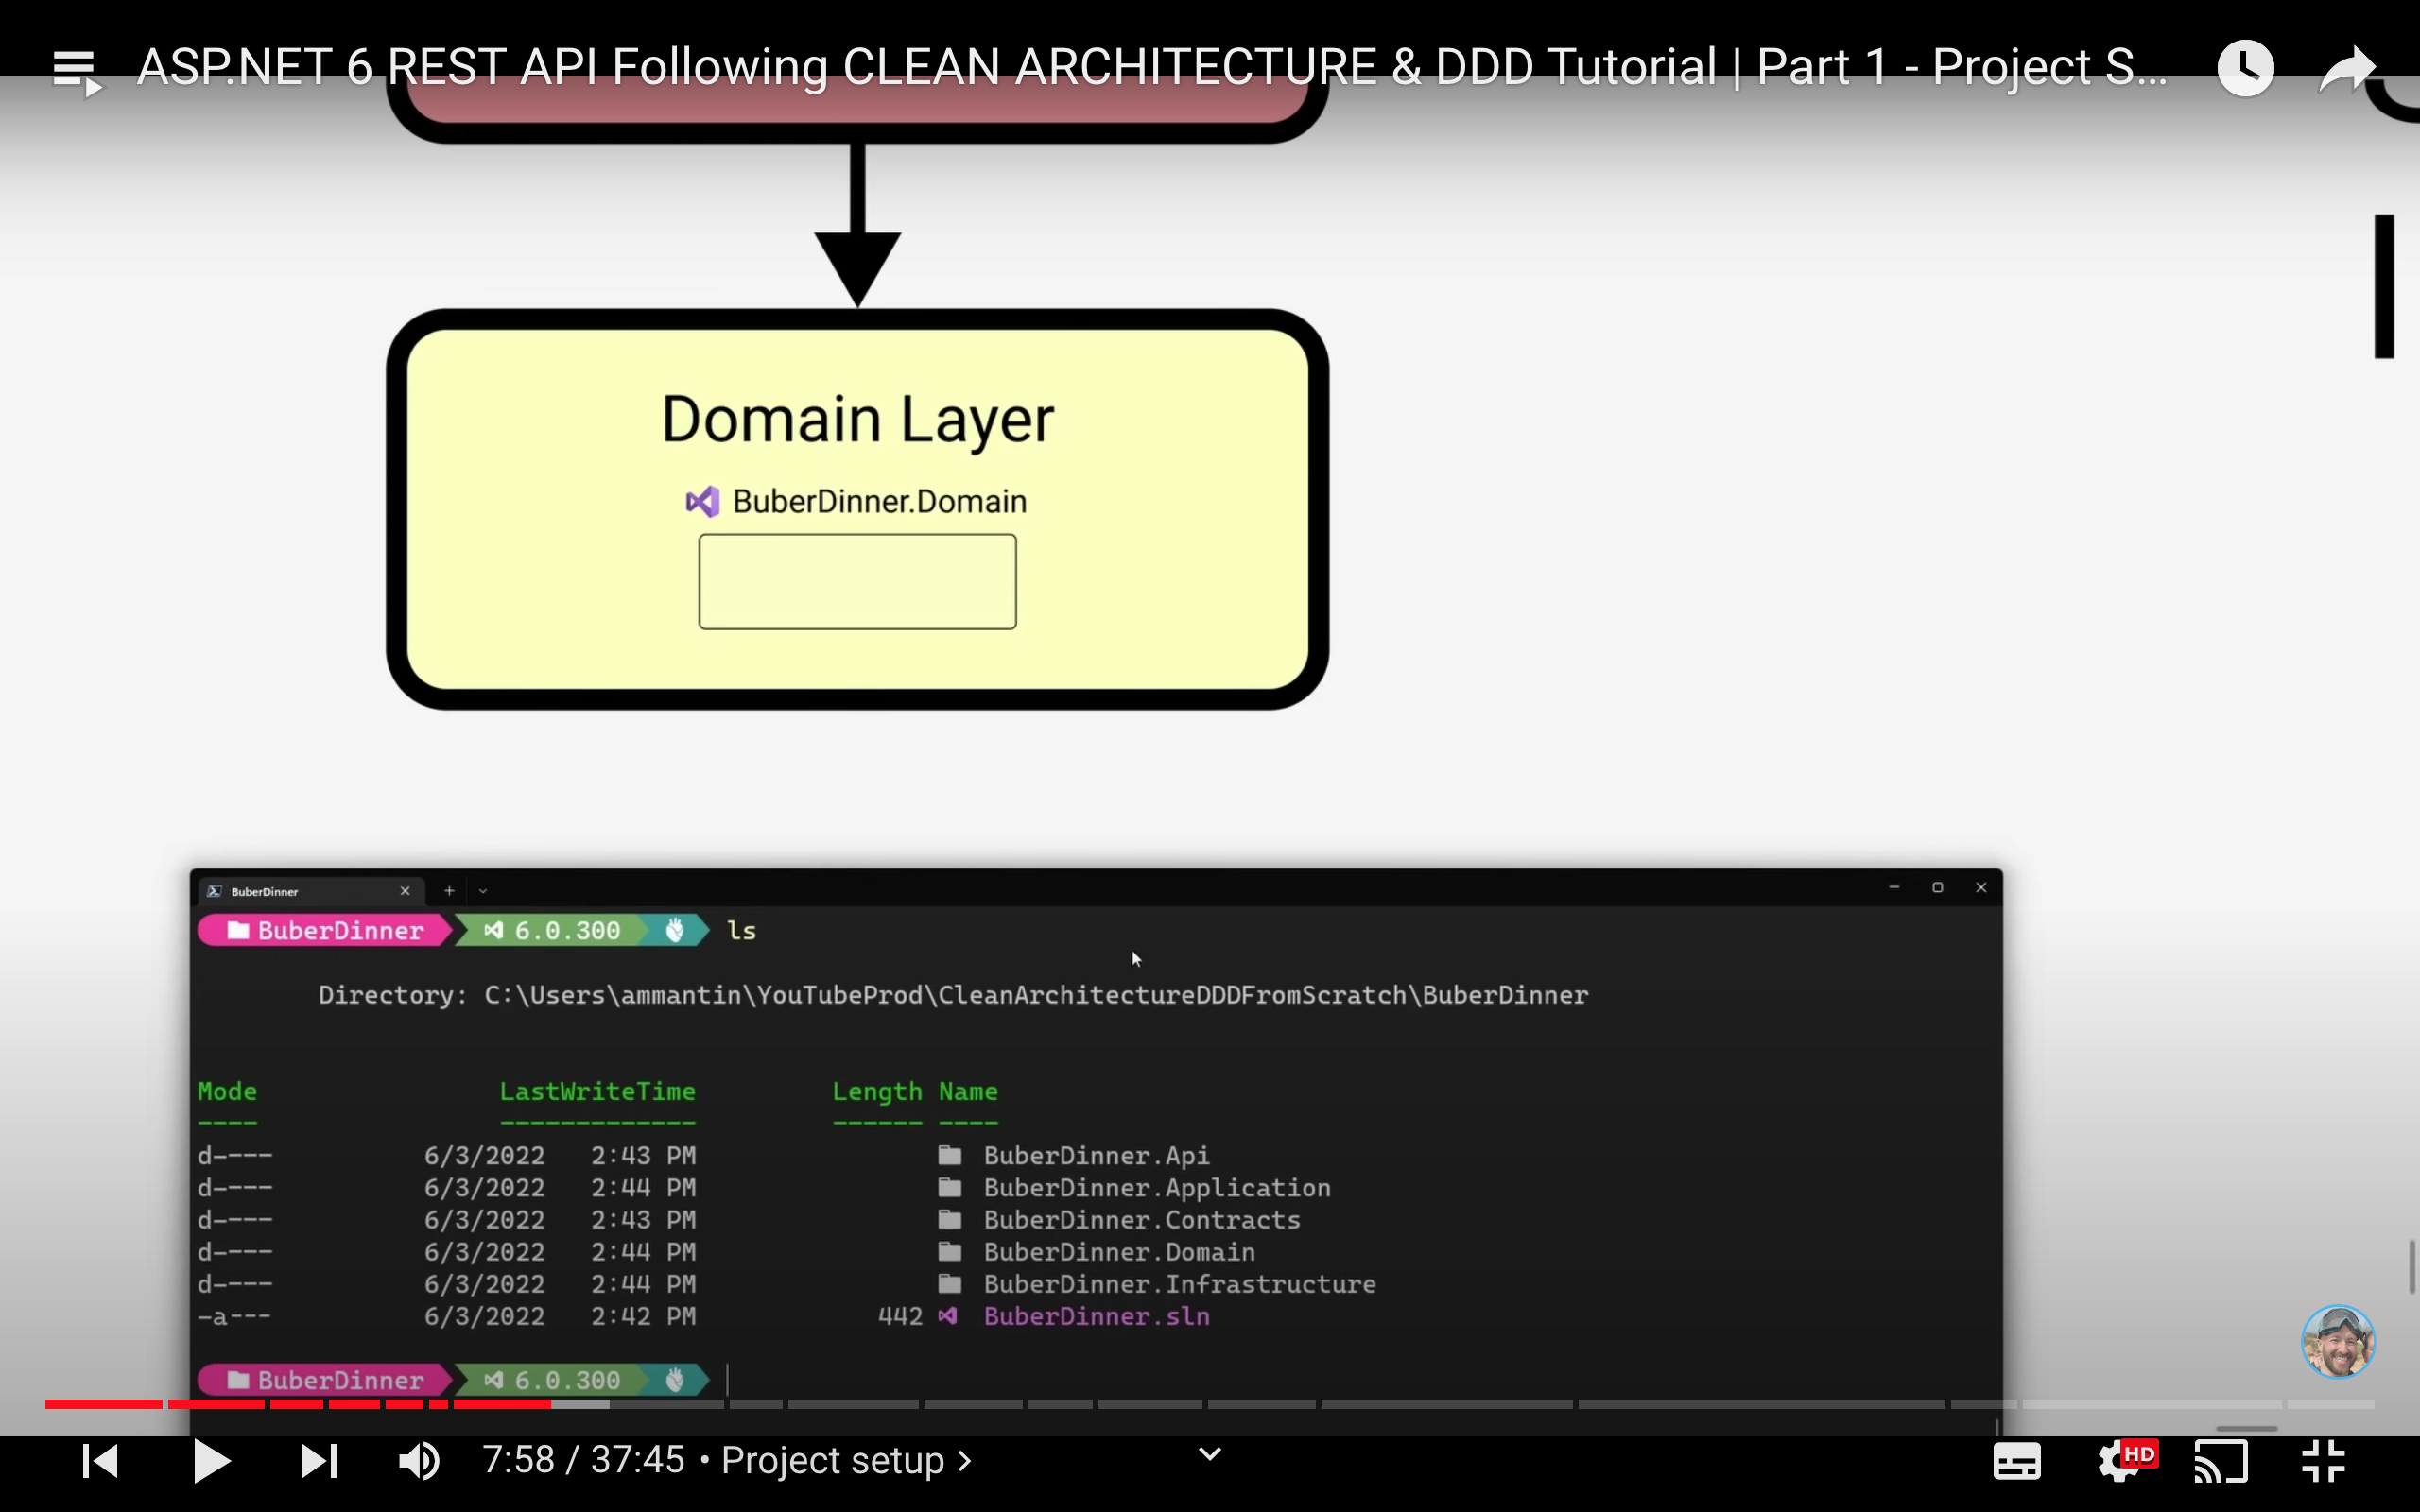 ASP.NET 6 REST API Following CLEAN ARCHITECTURE & DDD Tutorial | Part 1 - Project S...
Domain Layer
BuberDinner.Domain
BuberDinner
BuberDinner 6.0.300 ls
Directory: C:\Users\ammantin\YouTubeProd\CleanArchitectureDDDFromScratch\BuberDinner
Mode LastWriteTime Length Name
---- ------------- ------ ----
d---- 6/3/2022 2:43 PM BuberDinner.Api
d---- 6/3/2022 2:44 PM BuberDinner.Application
d---- 6/3/2022 2:43 PM BuberDinner.Contracts
d---- 6/3/2022 2:44 PM BuberDinner.Domain
d---- 6/3/2022 2:44 PM BuberDinner.Infrastructure
-a--- 6/3/2022 2:42 PM 442 BuberDinner.sln
BuberDinner 6.0.300
7:58 / 37:45 • Project setup
HD